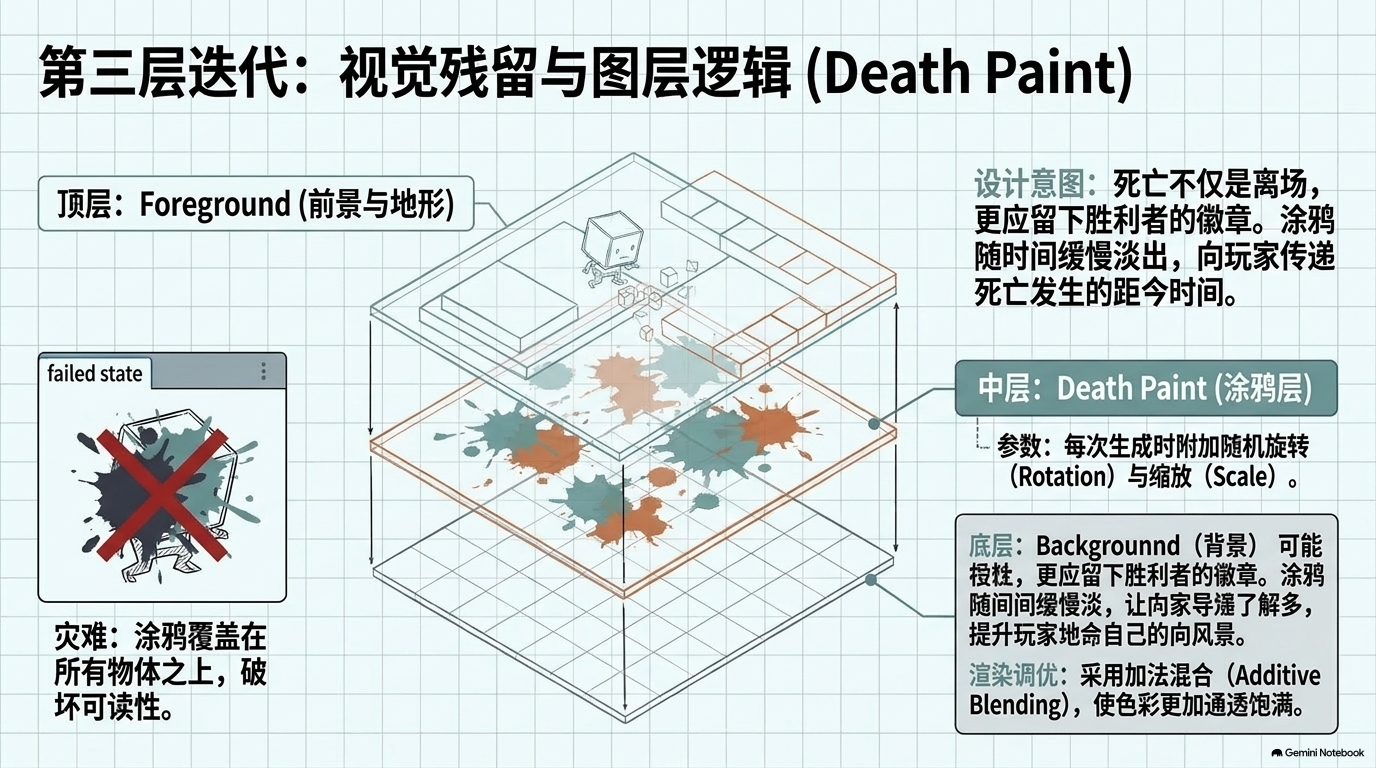 第三层迭代：视觉残留与图层逻辑 (Death Paint)
顶层：Foreground (前景与地形)
设计意图：死亡不仅是离场，
更应留下胜利者的徽章。涂鸦
随时间缓慢淡出，向玩家传递
死亡发生的距今时间。
failed state
灾难：涂鸦覆盖在
所有物体之上，破
坏可读性。
中层：Death Paint (涂鸦层)
参数：每次生成时附加随机旋转
（Rotation）与缩放（Scale）。
底层：Backgrounnd（背景） 可能
，更应留下胜利者的徽章。涂鸦
随间间缓慢淡，让向家导了解多，
提升玩家地命自己的向风景。
渲染调优：采用加法混合（Additive
Blending），使色彩更加通透饱满。
Gemini Notebook